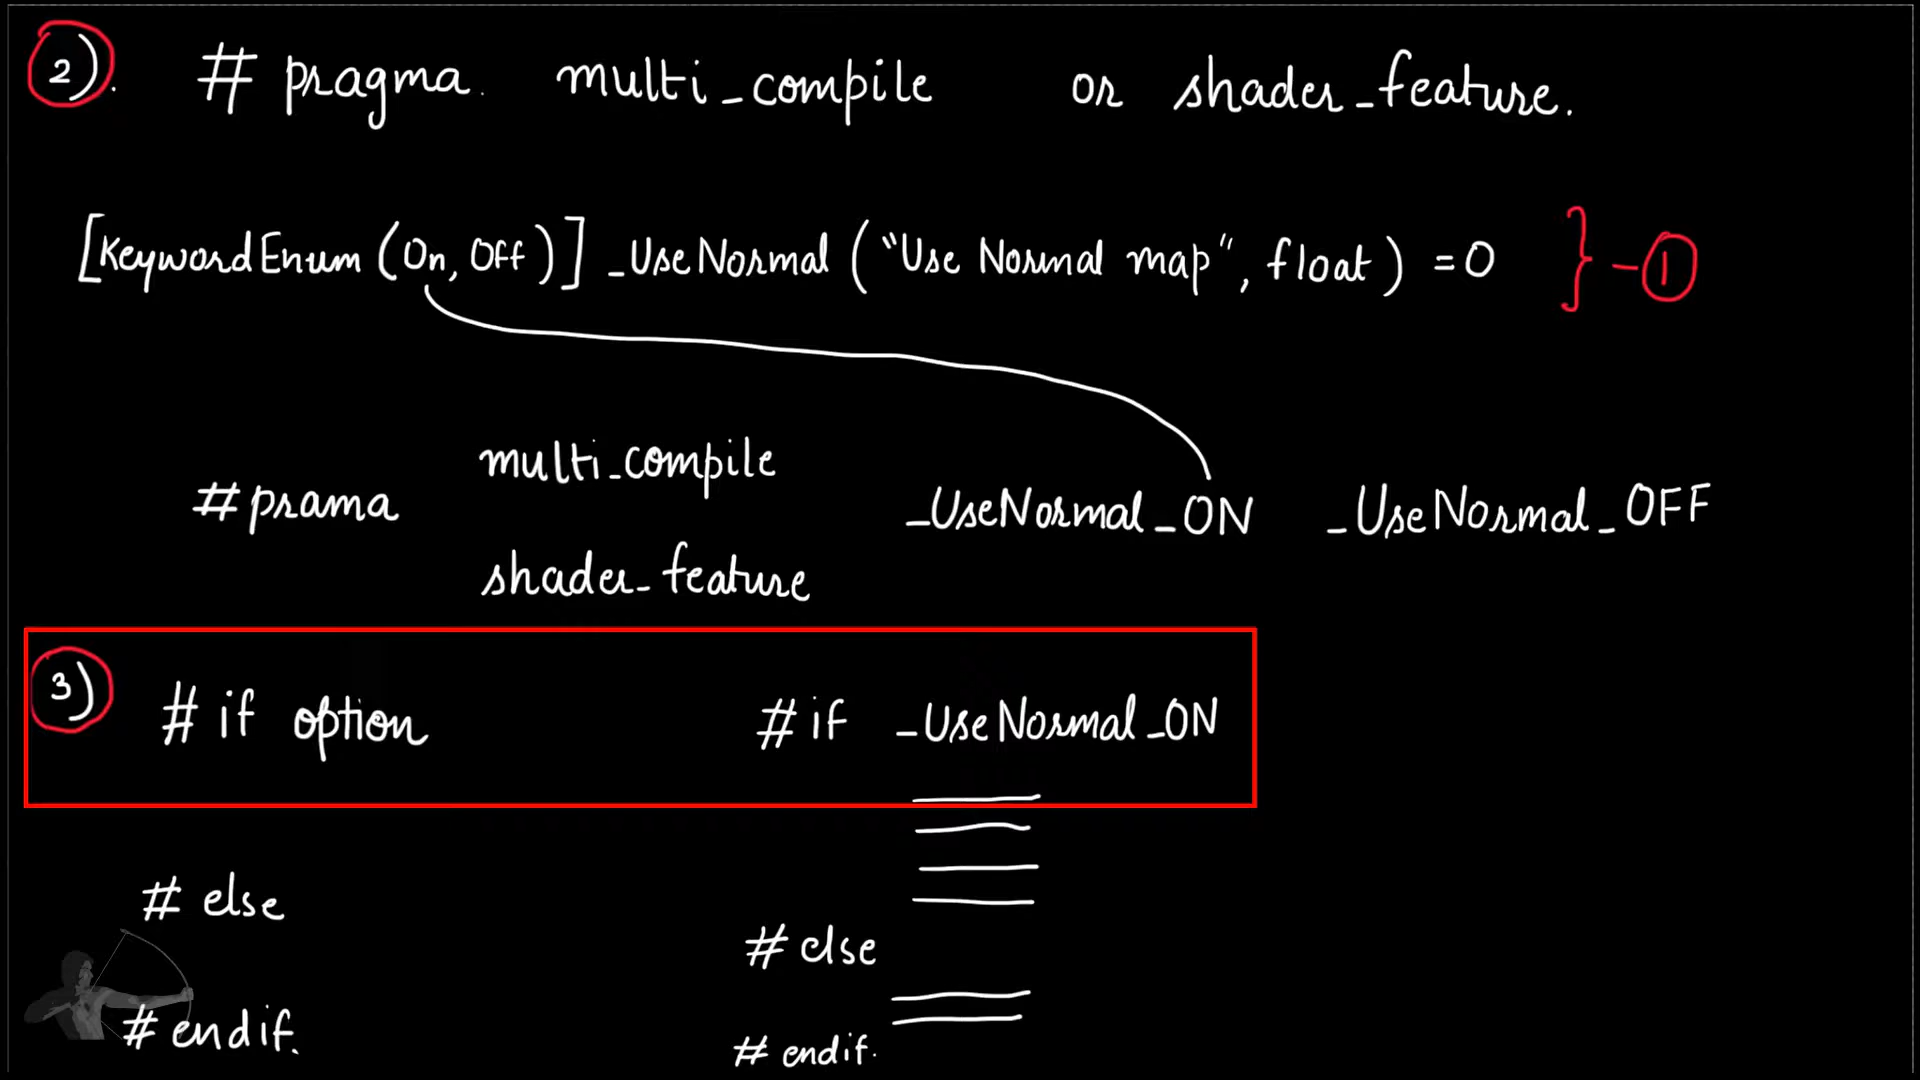 2). # pragma. multi_compile or shader_feature.
[KeywordEnum (On, Off)] _UseNormal ("Use Normal map", float) = 0 } - 1
multi_compile
#prama _UseNormal_ON _UseNormal_OFF
shader_feature
3) # if option # if _UseNormal_ON
# else
# else
# endif.
# endif.